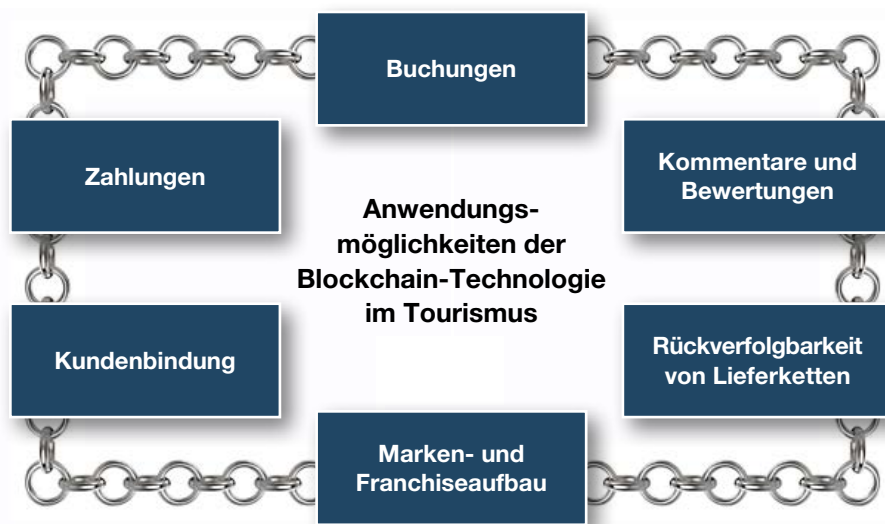 Buchungen
Zahlungen
Kommentare und
Bewertungen
Anwendungs-
möglichkeiten der
Blockchain-Technologie
im Tourismus
Kundenbindung
Rückverfolgbarkeit
von Lieferketten
Marken- und
Franchiseaufbau